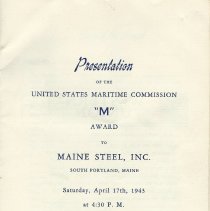 Presentation
OF THE
UNITED STATES MARITIME COMMISSION
"M"
AWARD
TO
MAINE STEEL, INC.
SOUTH PORTLAND, MAINE
Saturday, April 17th, 1943
at 4:30 P. M.